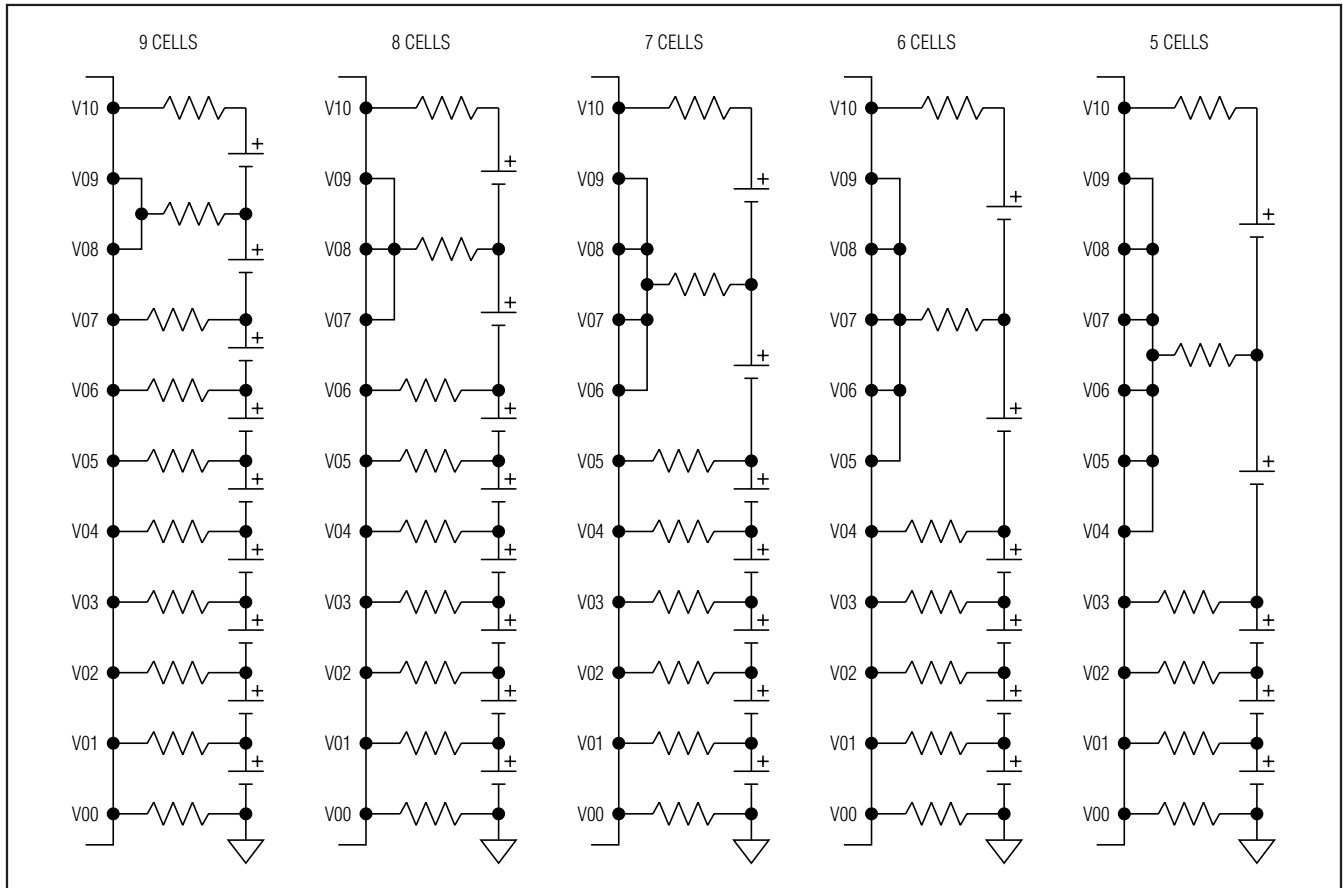 9 CELLS 8 CELLS 7 CELLS 6 CELLS 5 CELLS
V10 V10 V10 V10 V10
+
+
+
+
+
V09 V09 V09 V09 V09
V08 V08 V08 V08 V08
+
+
V07 V07 V07 V07 V07
+
+
V06 V06 V06 V06 V06
+ + +
V05 V05 V05 V05 V05
+ + + +
V04 V04 V04 V04 V04
+ + + +
V03 V03 V03 V03 V03
+ + + + +
V02 V02 V02 V02 V02
+ + + + +
V01 V01 V01 V01 V01
+ + + + +
V00 V00 V00 V00 V00